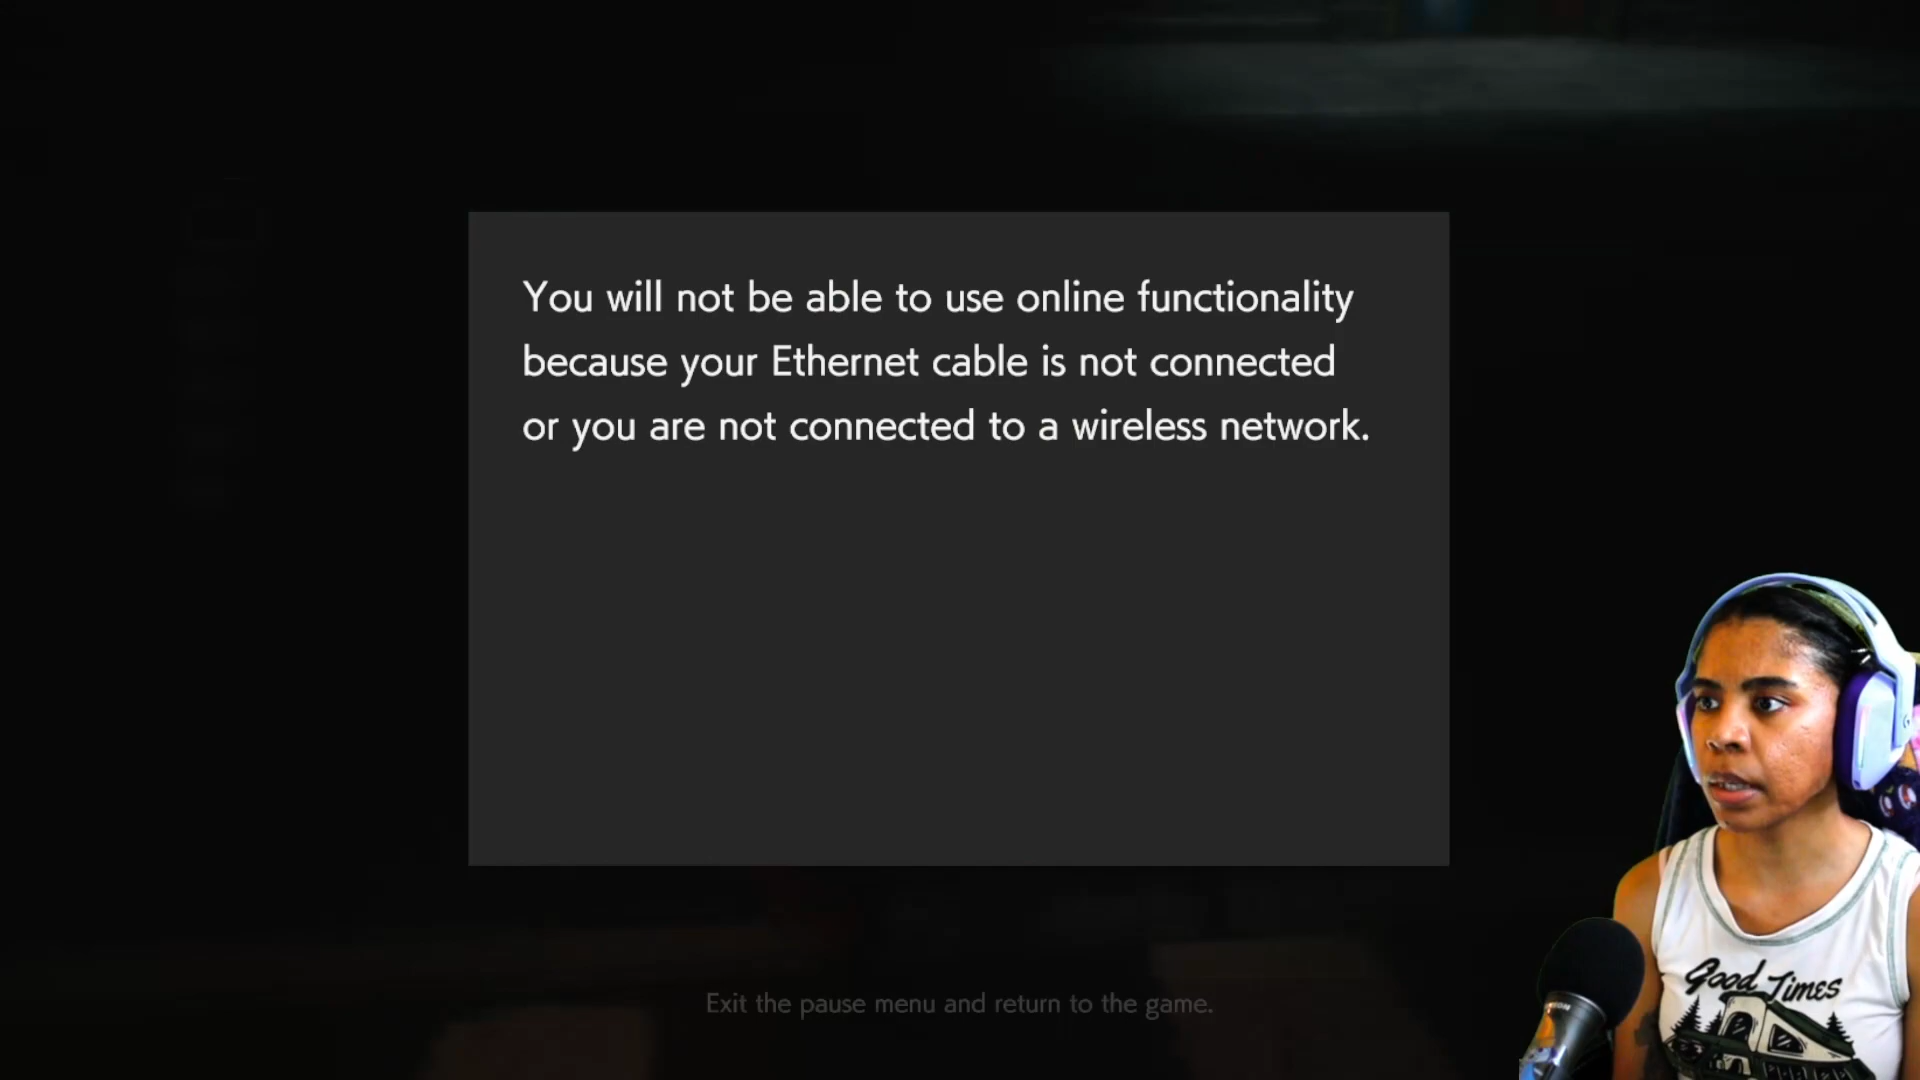 You will not be able to use online functionality
because your Ethernet cable is not connected
or you are not connected to a wireless network.
Exit the pause menu and return to the game.
Good Times